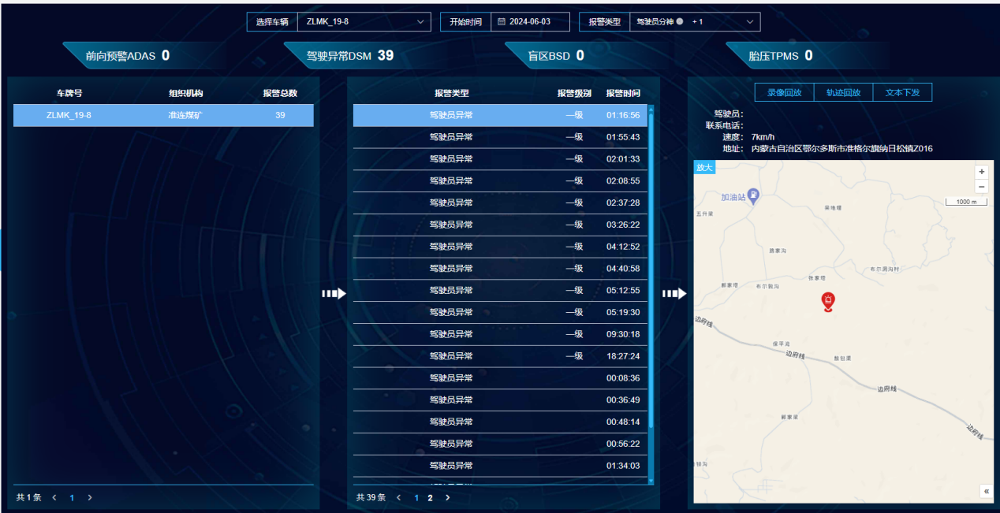 选择车辆 ZLMK_19-8 开始时间 2024-06-03 报警类型 驾驶员分神 + 1
前向预警ADAS 0 驾驶异常DSM 39 盲区BSD 0 胎压TPMS 0
车牌号 组织机构 报警总数
ZLMK_19-8 准连煤矿 39
共 1 条 < 1 >
报警类型 报警级别 报警时间
驾驶员异常 一级 01:16:56
驾驶员异常 一级 01:55:43
驾驶员异常 一级 02:01:33
驾驶员异常 一级 02:08:55
驾驶员异常 一级 02:37:28
驾驶员异常 一级 03:26:22
驾驶员异常 一级 04:12:52
驾驶员异常 一级 04:40:58
驾驶员异常 一级 05:12:55
驾驶员异常 一级 05:19:30
驾驶员异常 一级 09:30:18
驾驶员异常 一级 18:27:24
驾驶员异常 00:08:36
驾驶员异常 00:36:49
驾驶员异常 00:48:14
驾驶员异常 00:56:22
驾驶员异常 01:34:03
共 39 条 < 1 2 >
录像回放 轨迹回放 文本下发
驾驶员：
联系电话：
速度： 7km/h
地址： 内蒙古自治区鄂尔多斯市准格尔旗纳日松镇Z016
放大
+
−
加油站
1000 m
五升梁
张家塔
布尔洞沟村
布尔敦沟
边府线
保平湾
边府线
边府线
边府线
«